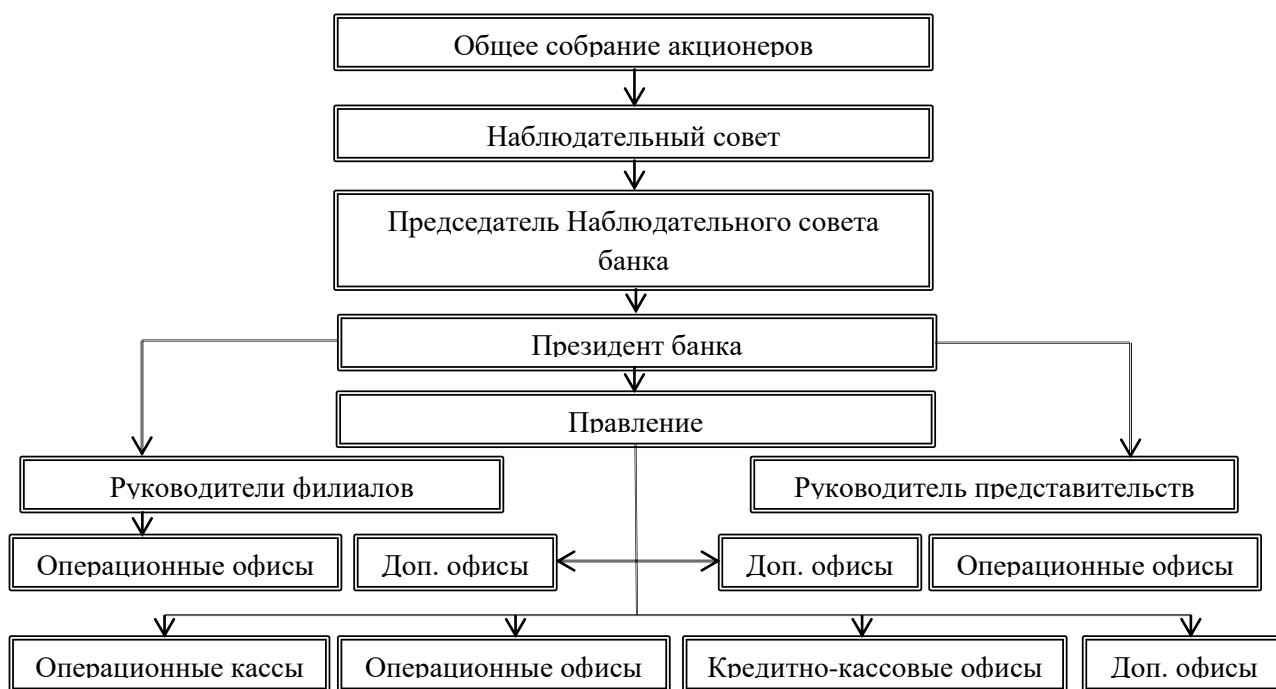 Общее собрание акционеров
Наблюдательный совет
Председатель Наблюдательного совета
банка
Президент банка
Правление
Руководители филиалов
Руководитель представительств
Операционные офисы
Доп. офисы
Доп. офисы
Операционные офисы
Операционные кассы
Операционные офисы
Кредитно-кассовые офисы
Доп. офисы